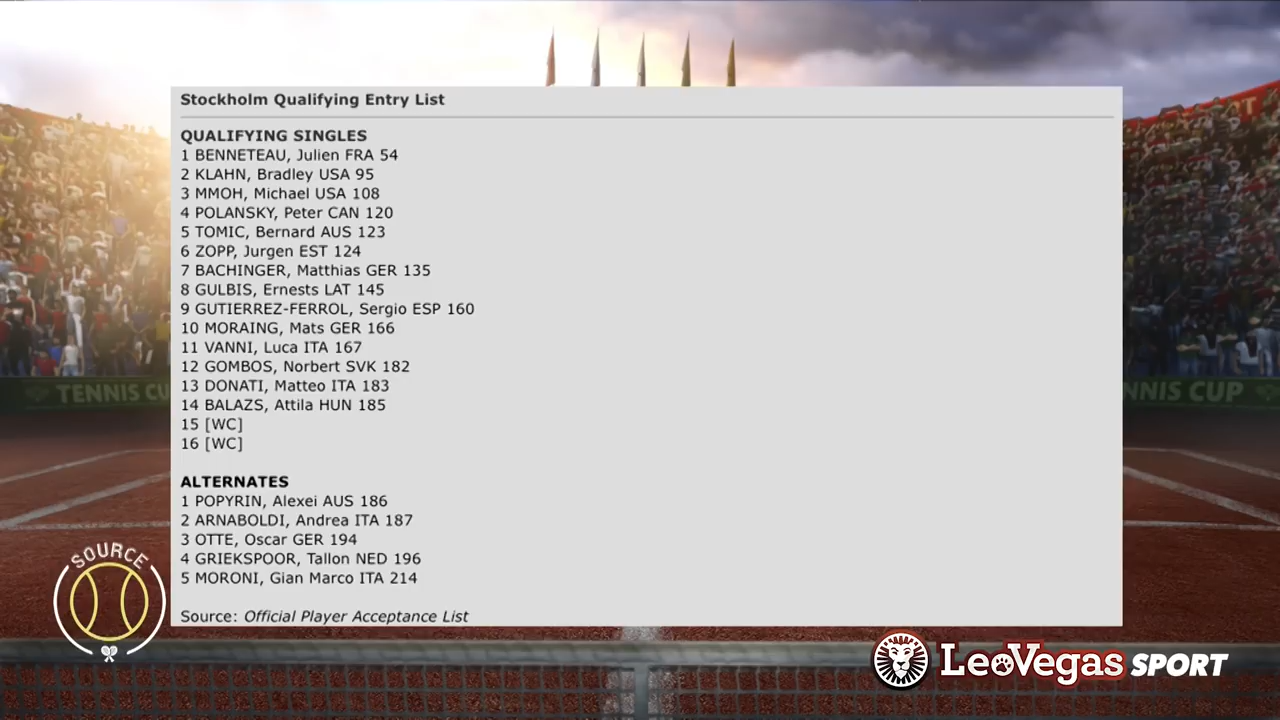 Stockholm Qualifying Entry List
QUALIFYING SINGLES
1 BENNETEAU, Julien FRA 54
2 KLAHN, Bradley USA 95
3 MMOH, Michael USA 108
4 POLANSKY, Peter CAN 120
5 TOMIC, Bernard AUS 123
6 ZOPP, Jurgen EST 124
7 BACHINGER, Matthias GER 135
8 GULBIS, Ernests LAT 145
9 GUTIERREZ-FERROL, Sergio ESP 160
10 MORAING, Mats GER 166
11 VANNI, Luca ITA 167
12 GOMBOS, Norbert SVK 182
13 DONATI, Matteo ITA 183
14 BALAZS, Attila HUN 185
15 [WC]
16 [WC]
ALTERNATES
1 POPYRIN, Alexei AUS 186
2 ARNABOLDI, Andrea ITA 187
3 OTTE, Oscar GER 194
4 GRIEKSPOOR, Tallon NED 196
5 MORONI, Gian Marco ITA 214
Source: Official Player Acceptance List
TENNIS CU
NNIS CUP
SOURCE
LeoVegas SPORT